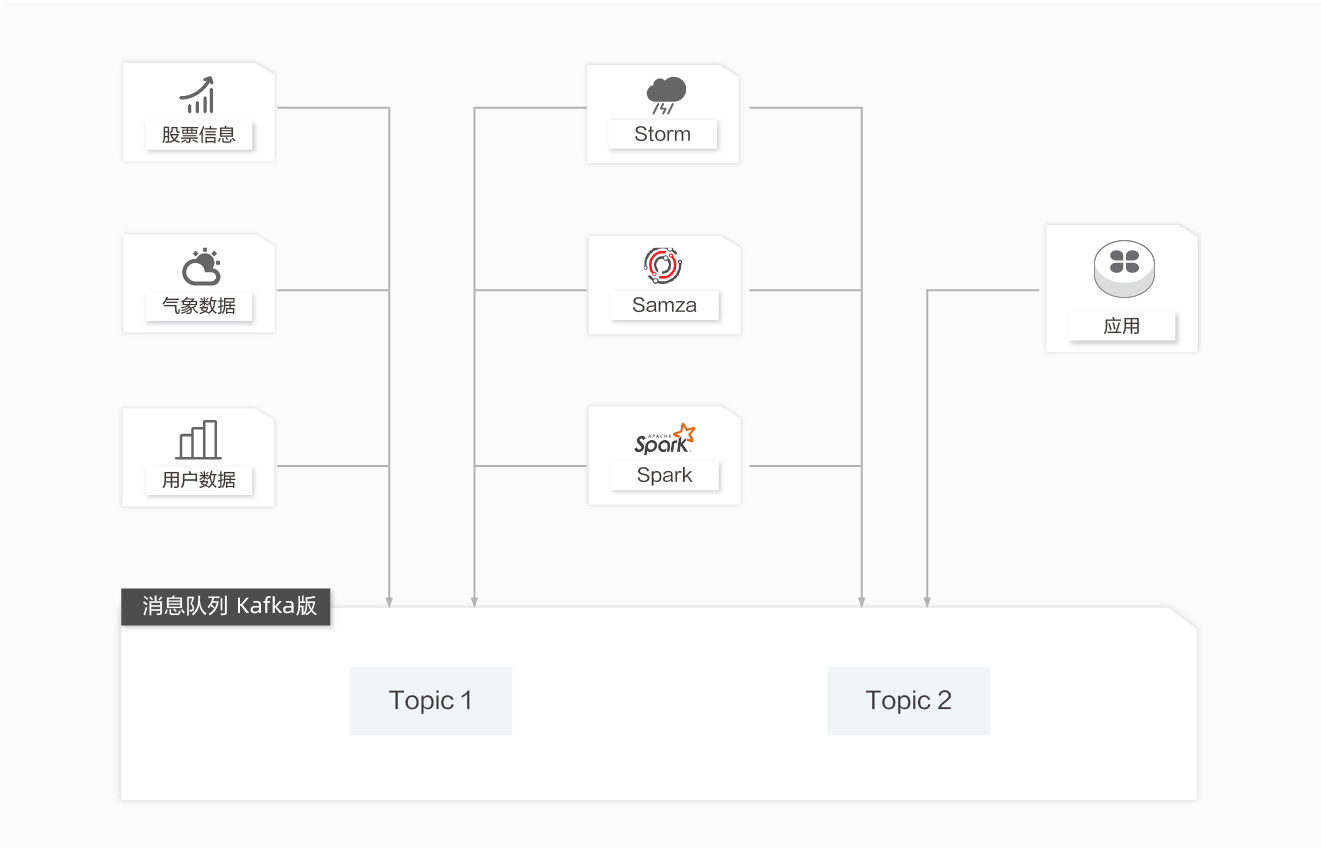 股票信息
Storm
气象数据
Samza
应用
用户数据
APACHE
Spark
Spark
消息队列 Kafka版
Topic 1
Topic 2